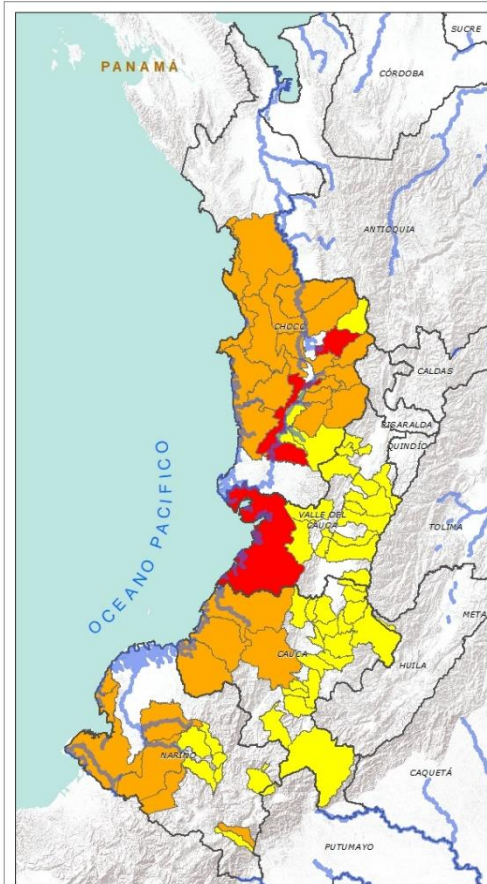 SUCRE
PANAMÁ
CÓRDOBA
ANTIOQUIA
CHOCÓ
CALDAS
RISARALDA
QUINDÍO
OCEANO PACÍFICO
VALLE DEL
CAUCA
TOLIMA
META
CAUCA
HUILA
NARIÑO
CAQUETÁ
PUTUMAYO